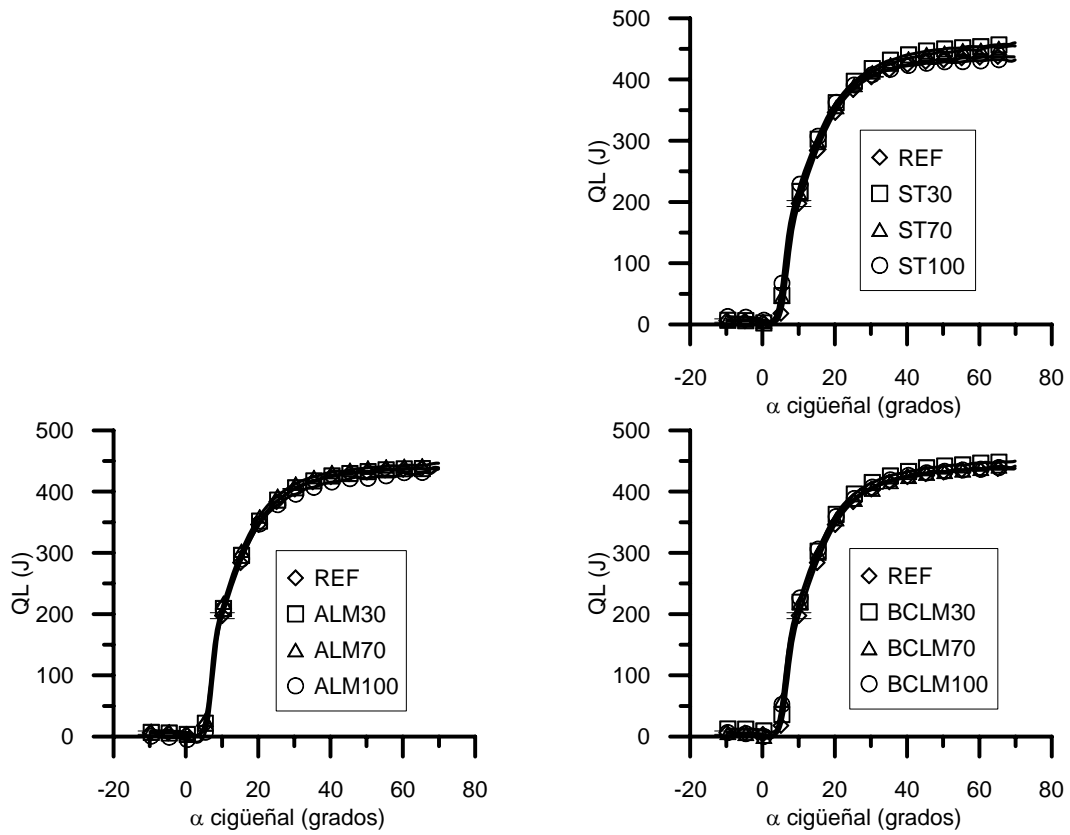 500
400
300
200
100
0
QL (J)
REF
ST30
ST70
ST100
-20 0 20 40 60 80
α cigüeñal (grados)
500
400
300
200
100
0
QL (J)
REF
ALM30
ALM70
ALM100
-20 0 20 40 60 80
α cigüeñal (grados)
500
400
300
200
100
0
QL (J)
REF
BCLM30
BCLM70
BCLM100
-20 0 20 40 60 80
α cigüeñal (grados)